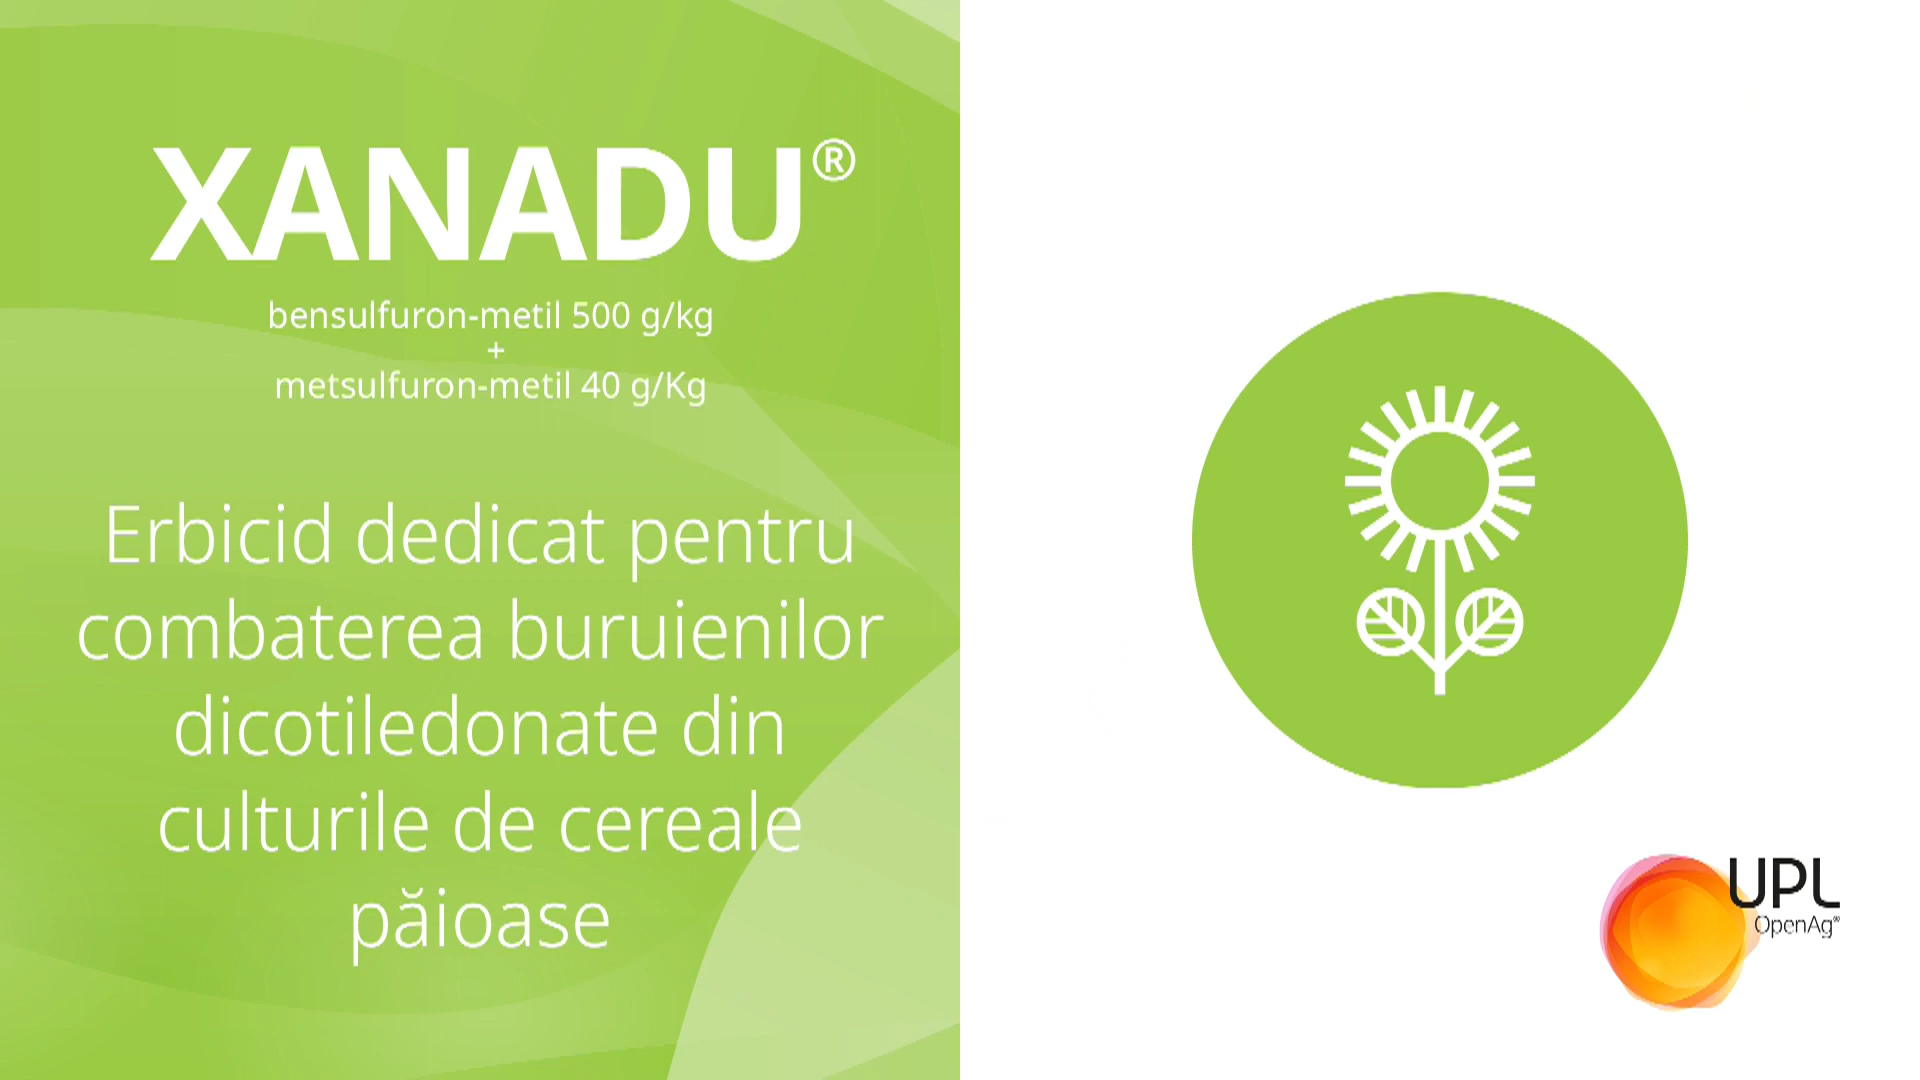 XANADU®
bensulfuron-metil 500 g/kg
+
metsulfuron-metil 40 g/Kg
Erbicid dedicat pentru
combaterea buruienilor
dicotiledonate din
culturile de cereale
păioase
UPL
OpenAg®